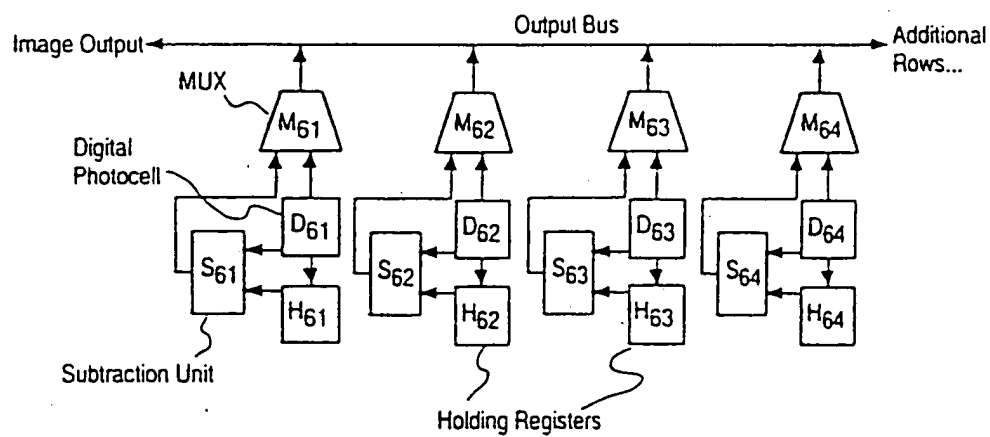 Output Bus
Image Output
Additional
Rows...
MUX
M61
M62
M63
M64
Digital
Photocell
D61
D62
D63
D64
S61
S62
S63
S64
H61
H62
H63
H64
Subtraction Unit
Holding Registers